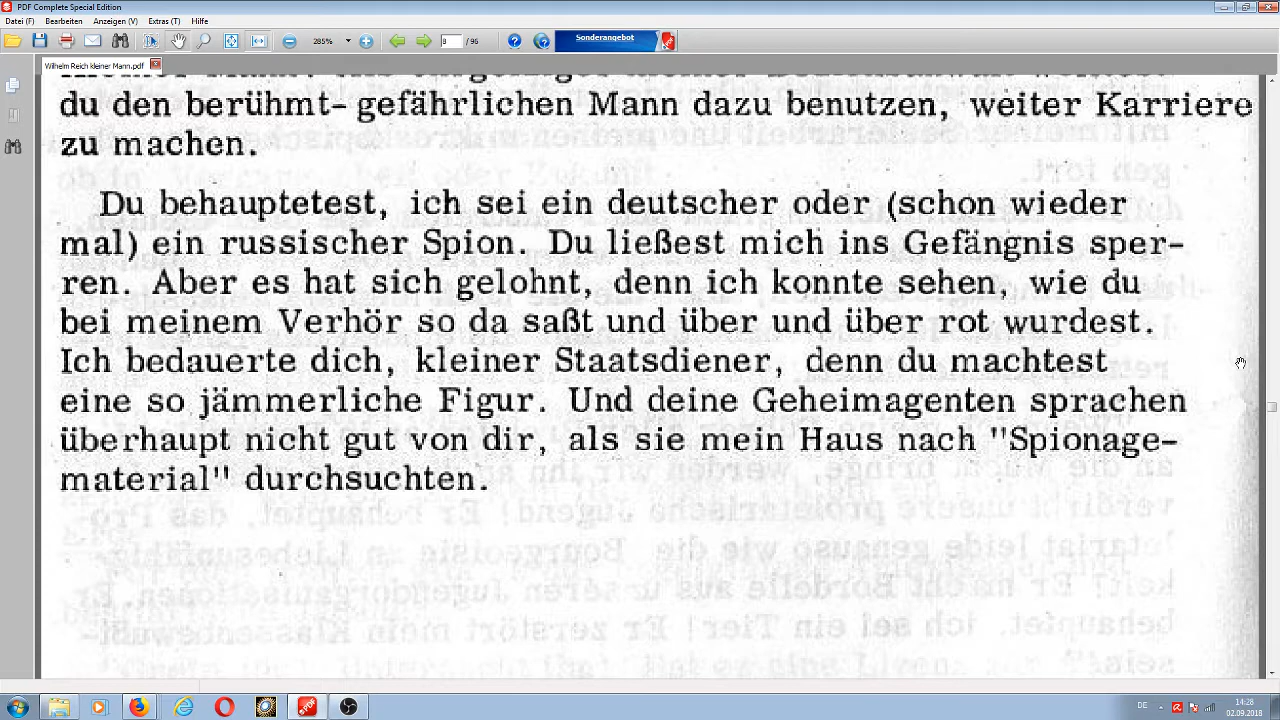 PDF Complete Special Edition
Datei (F) Bearbeiten Anzeigen (V) Extras (T) Hilfe
285% 8 / 95 Sonderangebot
Wilhelm Reich kleiner Mann.pdf
du den berühmt- gefährlichen Mann dazu benutzen, weiter Karriere
zu machen.
Du behauptetest, ich sei ein deutscher oder (schon wieder
mal) ein russischer Spion. Du ließest mich ins Gefängnis sper-
ren. Aber es hat sich gelohnt, denn ich konnte sehen, wie du
bei meinem Verhör so da saßt und über und über rot wurdest.
Ich bedauerte dich, kleiner Staatsdiener, denn du machtest
eine so jämmerliche Figur. Und deine Geheimagenten sprachen
überhaupt nicht gut von dir, als sie mein Haus nach "Spionage-
material" durchsuchten.
DE 14:28
02.09.2018